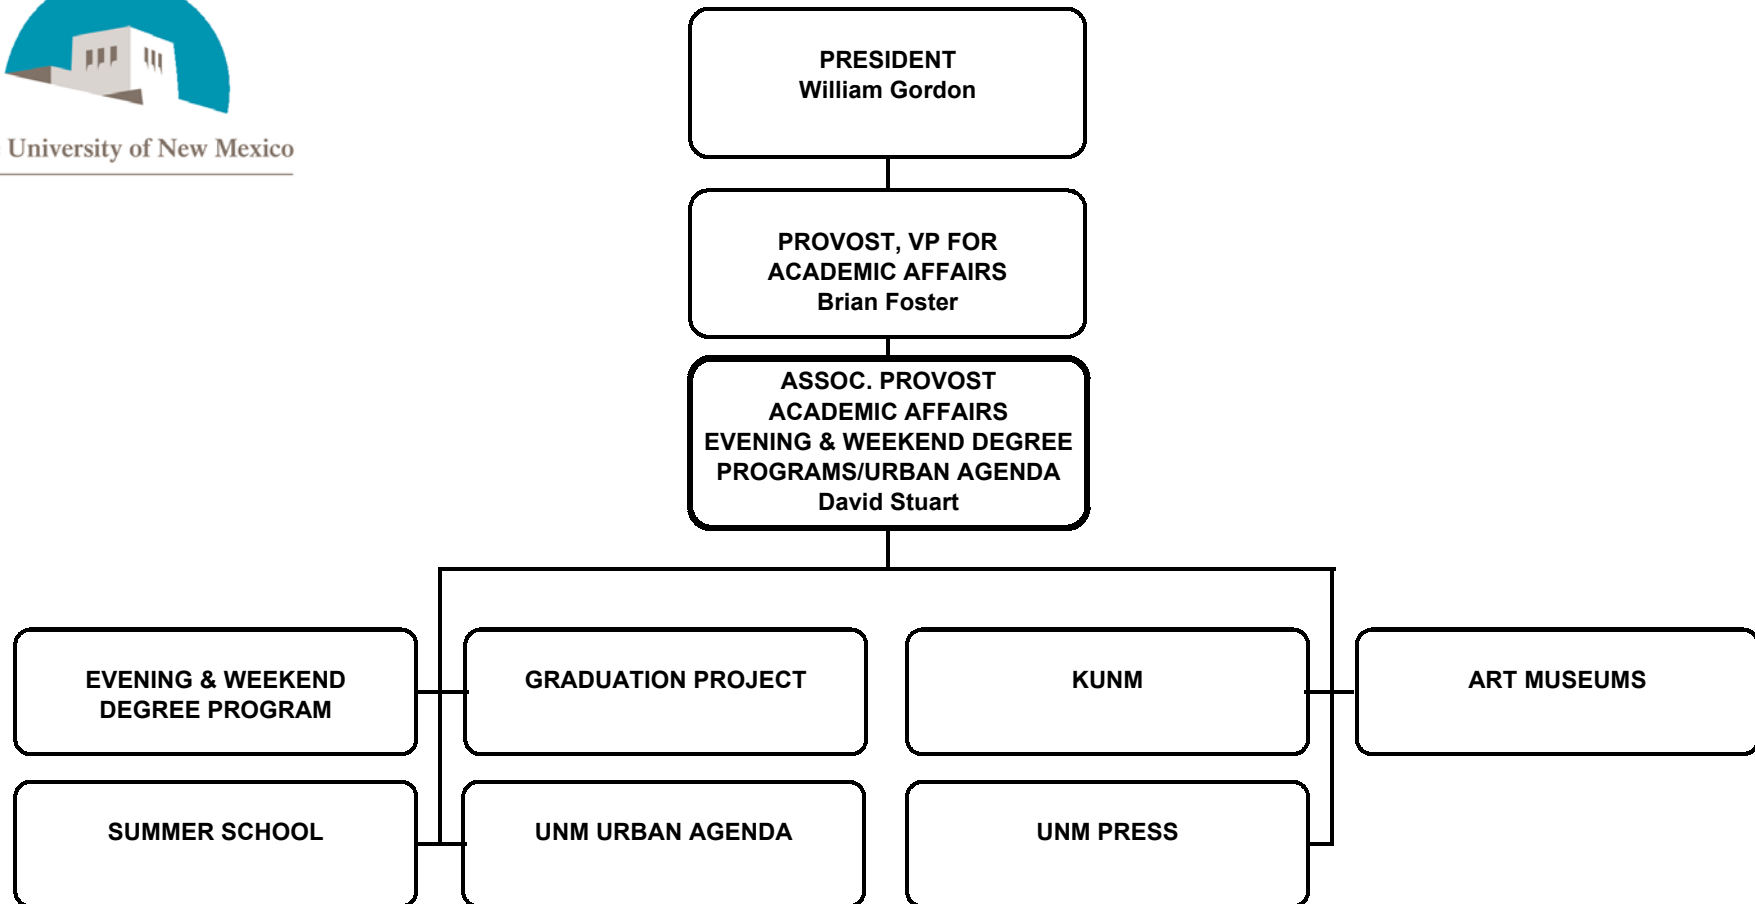 University of New Mexico
PRESIDENT
William Gordon
PROVOST, VP FOR
ACADEMIC AFFAIRS
Brian Foster
ASSOC. PROVOST
ACADEMIC AFFAIRS
EVENING & WEEKEND DEGREE
PROGRAMS/URBAN AGENDA
David Stuart
EVENING & WEEKEND
DEGREE PROGRAM
GRADUATION PROJECT
KUNM
ART MUSEUMS
SUMMER SCHOOL
UNM URBAN AGENDA
UNM PRESS